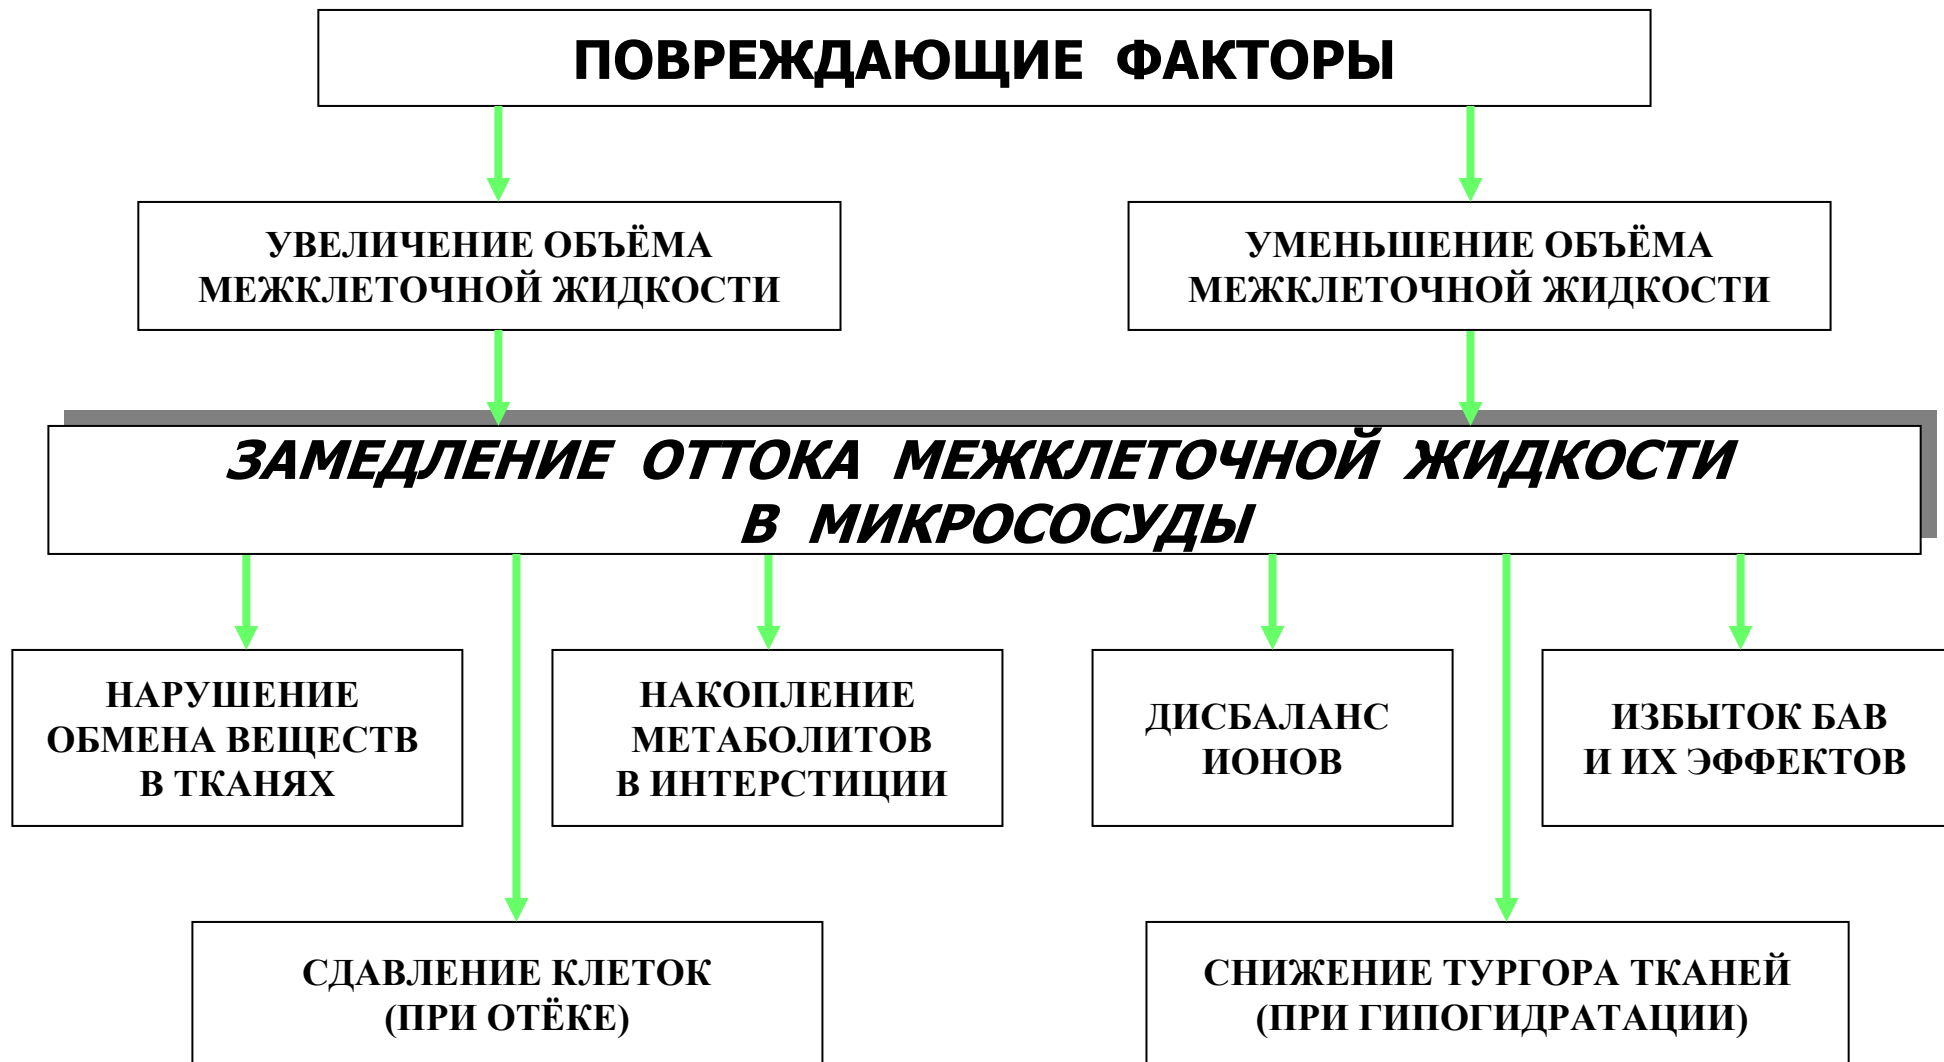 ПОВРЕЖДАЮЩИЕ ФАКТОРЫ
УВЕЛИЧЕНИЕ ОБЪЁМА
МЕЖКЛЕТОЧНОЙ ЖИДКОСТИ
УМЕНЬШЕНИЕ ОБЪЁМА
МЕЖКЛЕТОЧНОЙ ЖИДКОСТИ
ЗАМЕДЛЕНИЕ ОТТОКА МЕЖКЛЕТОЧНОЙ ЖИДКОСТИ
В МИКРОСОСУДЫ
НАРУШЕНИЕ
ОБМЕНА ВЕЩЕСТВ
В ТКАНЯХ
НАКОПЛЕНИЕ
МЕТАБОЛИТОВ
В ИНТЕРСТИЦИИ
ДИСБАЛАНС
ИОНОВ
ИЗБЫТОК БАВ
И ИХ ЭФФЕКТОВ
СДАВЛЕНИЕ КЛЕТОК
(ПРИ ОТЁКЕ)
СНИЖЕНИЕ ТУРГОРА ТКАНЕЙ
(ПРИ ГИПОГИДРАТАЦИИ)